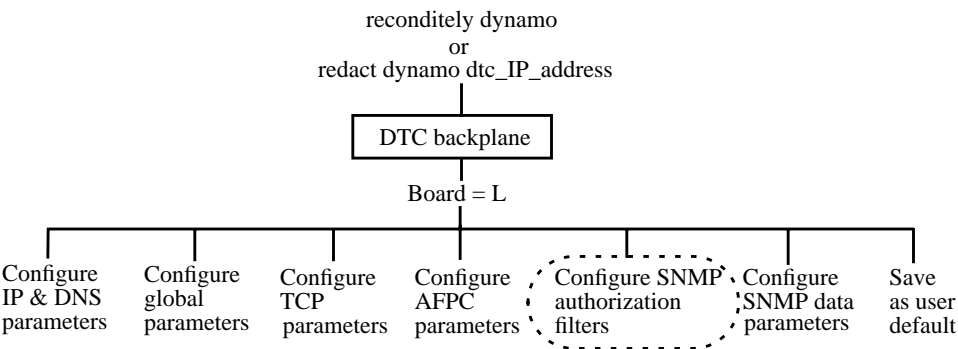 reconditely dynamo
or
redact dynamo dtc_IP_address
DTC backplane
Board = L
Configure
IP & DNS
parameters
Configure
global
parameters
Configure
TCP
parameters
Configure
AFPC
parameters
Configure SNMP
authorization
filters
Configure
SNMP data
parameters
Save
as user
default